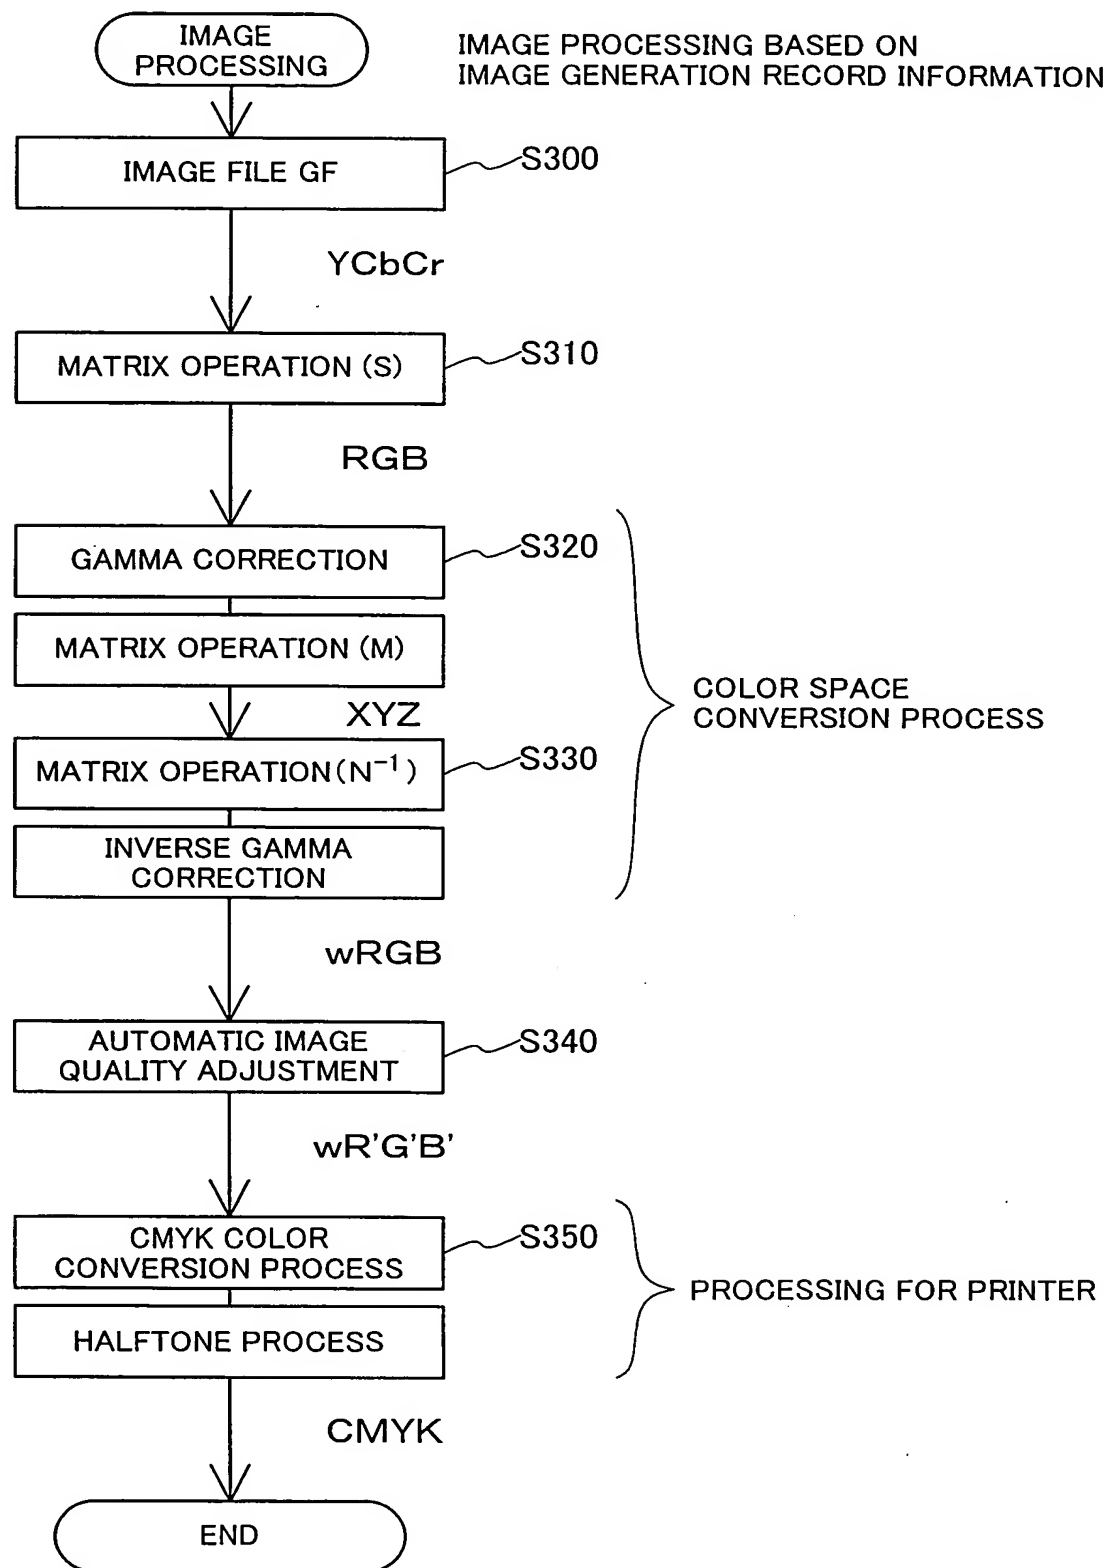 IMAGE
PROCESSING
IMAGE PROCESSING BASED ON
IMAGE GENERATION RECORD INFORMATION
IMAGE FILE GF
S300
YCbCr
MATRIX OPERATION (S)
S310
RGB
GAMMA CORRECTION
S320
MATRIX OPERATION (M)
XYZ
COLOR SPACE
CONVERSION PROCESS
MATRIX OPERATION(N⁻¹)
S330
INVERSE GAMMA
CORRECTION
wRGB
AUTOMATIC IMAGE
QUALITY ADJUSTMENT
S340
wR'G'B'
CMYK COLOR
CONVERSION PROCESS
S350
PROCESSING FOR PRINTER
HALFTONE PROCESS
CMYK
END